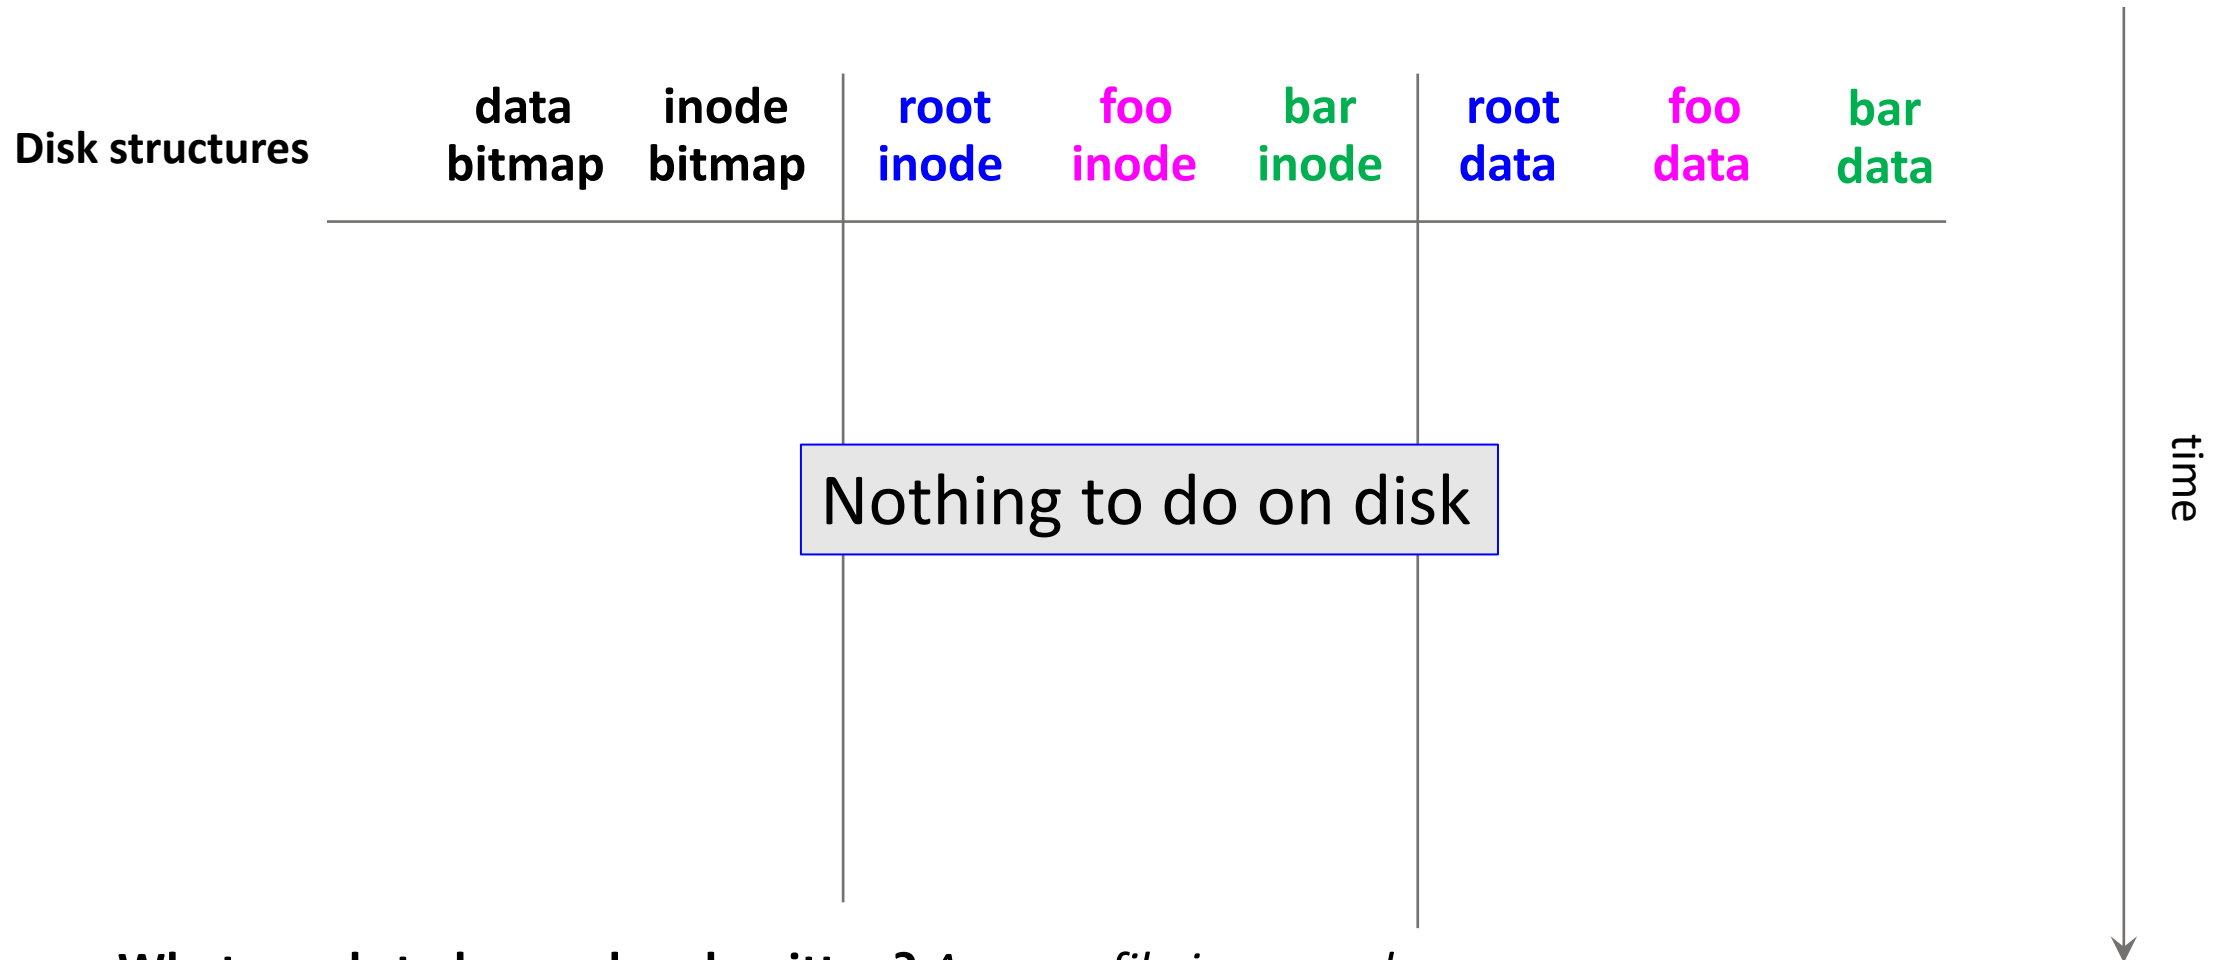 Disk structures
data bitmap
inode bitmap
root inode
foo inode
bar inode
root data
foo data
bar data
Nothing to do on disk
time